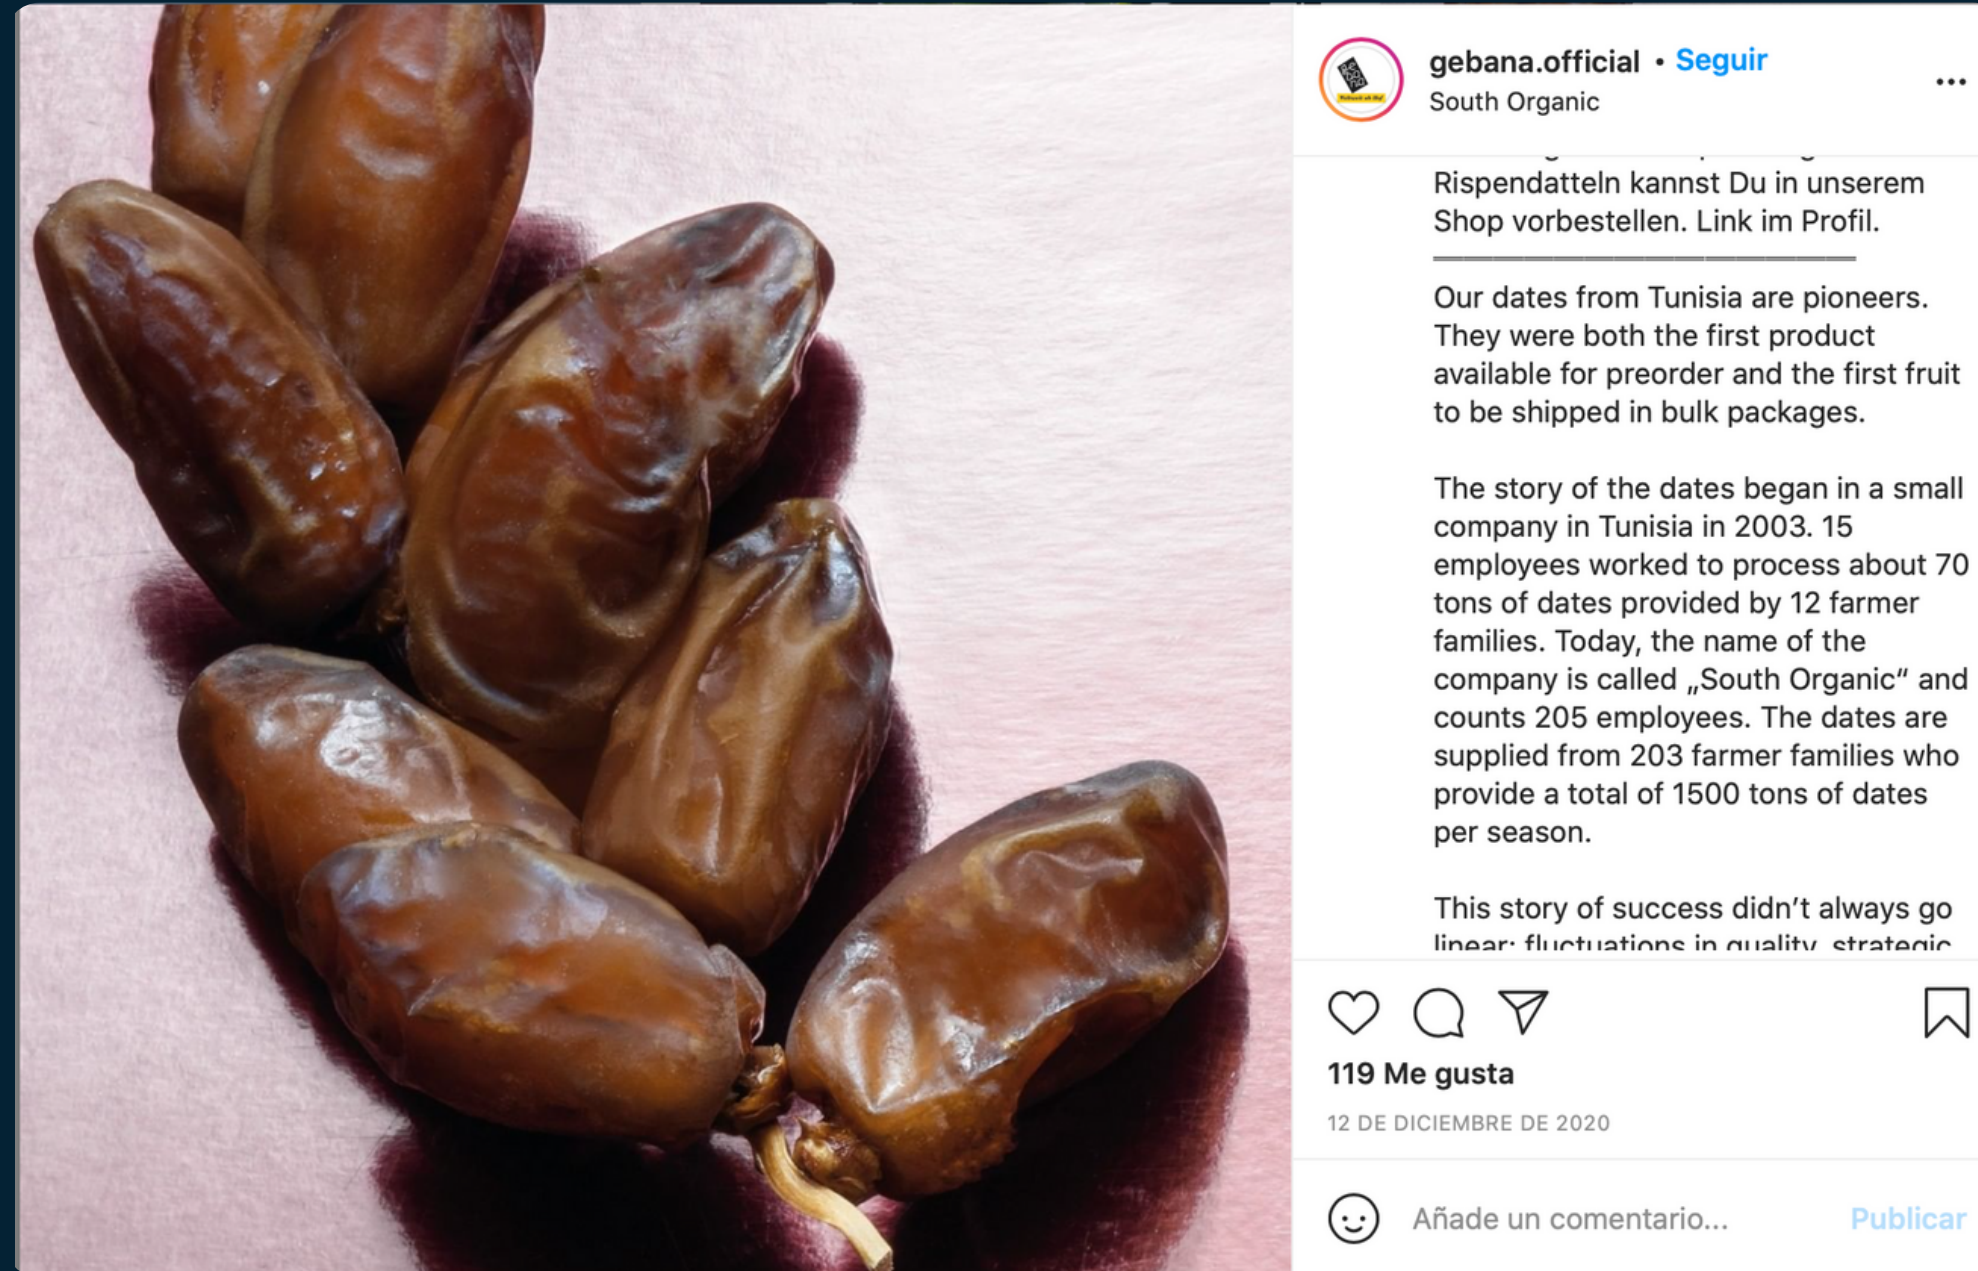 gebana.official • Seguir
South Organic
Rispendatteln kannst Du in unserem
Shop vorbestellen. Link im Profil.
Our dates from Tunisia are pioneers.
They were both the first product
available for preorder and the first fruit
to be shipped in bulk packages.
The story of the dates began in a small
company in Tunisia in 2003. 15
employees worked to process about 70
tons of dates provided by 12 farmer
families. Today, the name of the
company is called „South Organic“ and
counts 205 employees. The dates are
supplied from 203 farmer families who
provide a total of 1500 tons of dates
per season.
This story of success didn’t always go
linear: fluctuations in quality, strategic
119 Me gusta
12 DE DICIEMBRE DE 2020
Añade un comentario...
Publicar